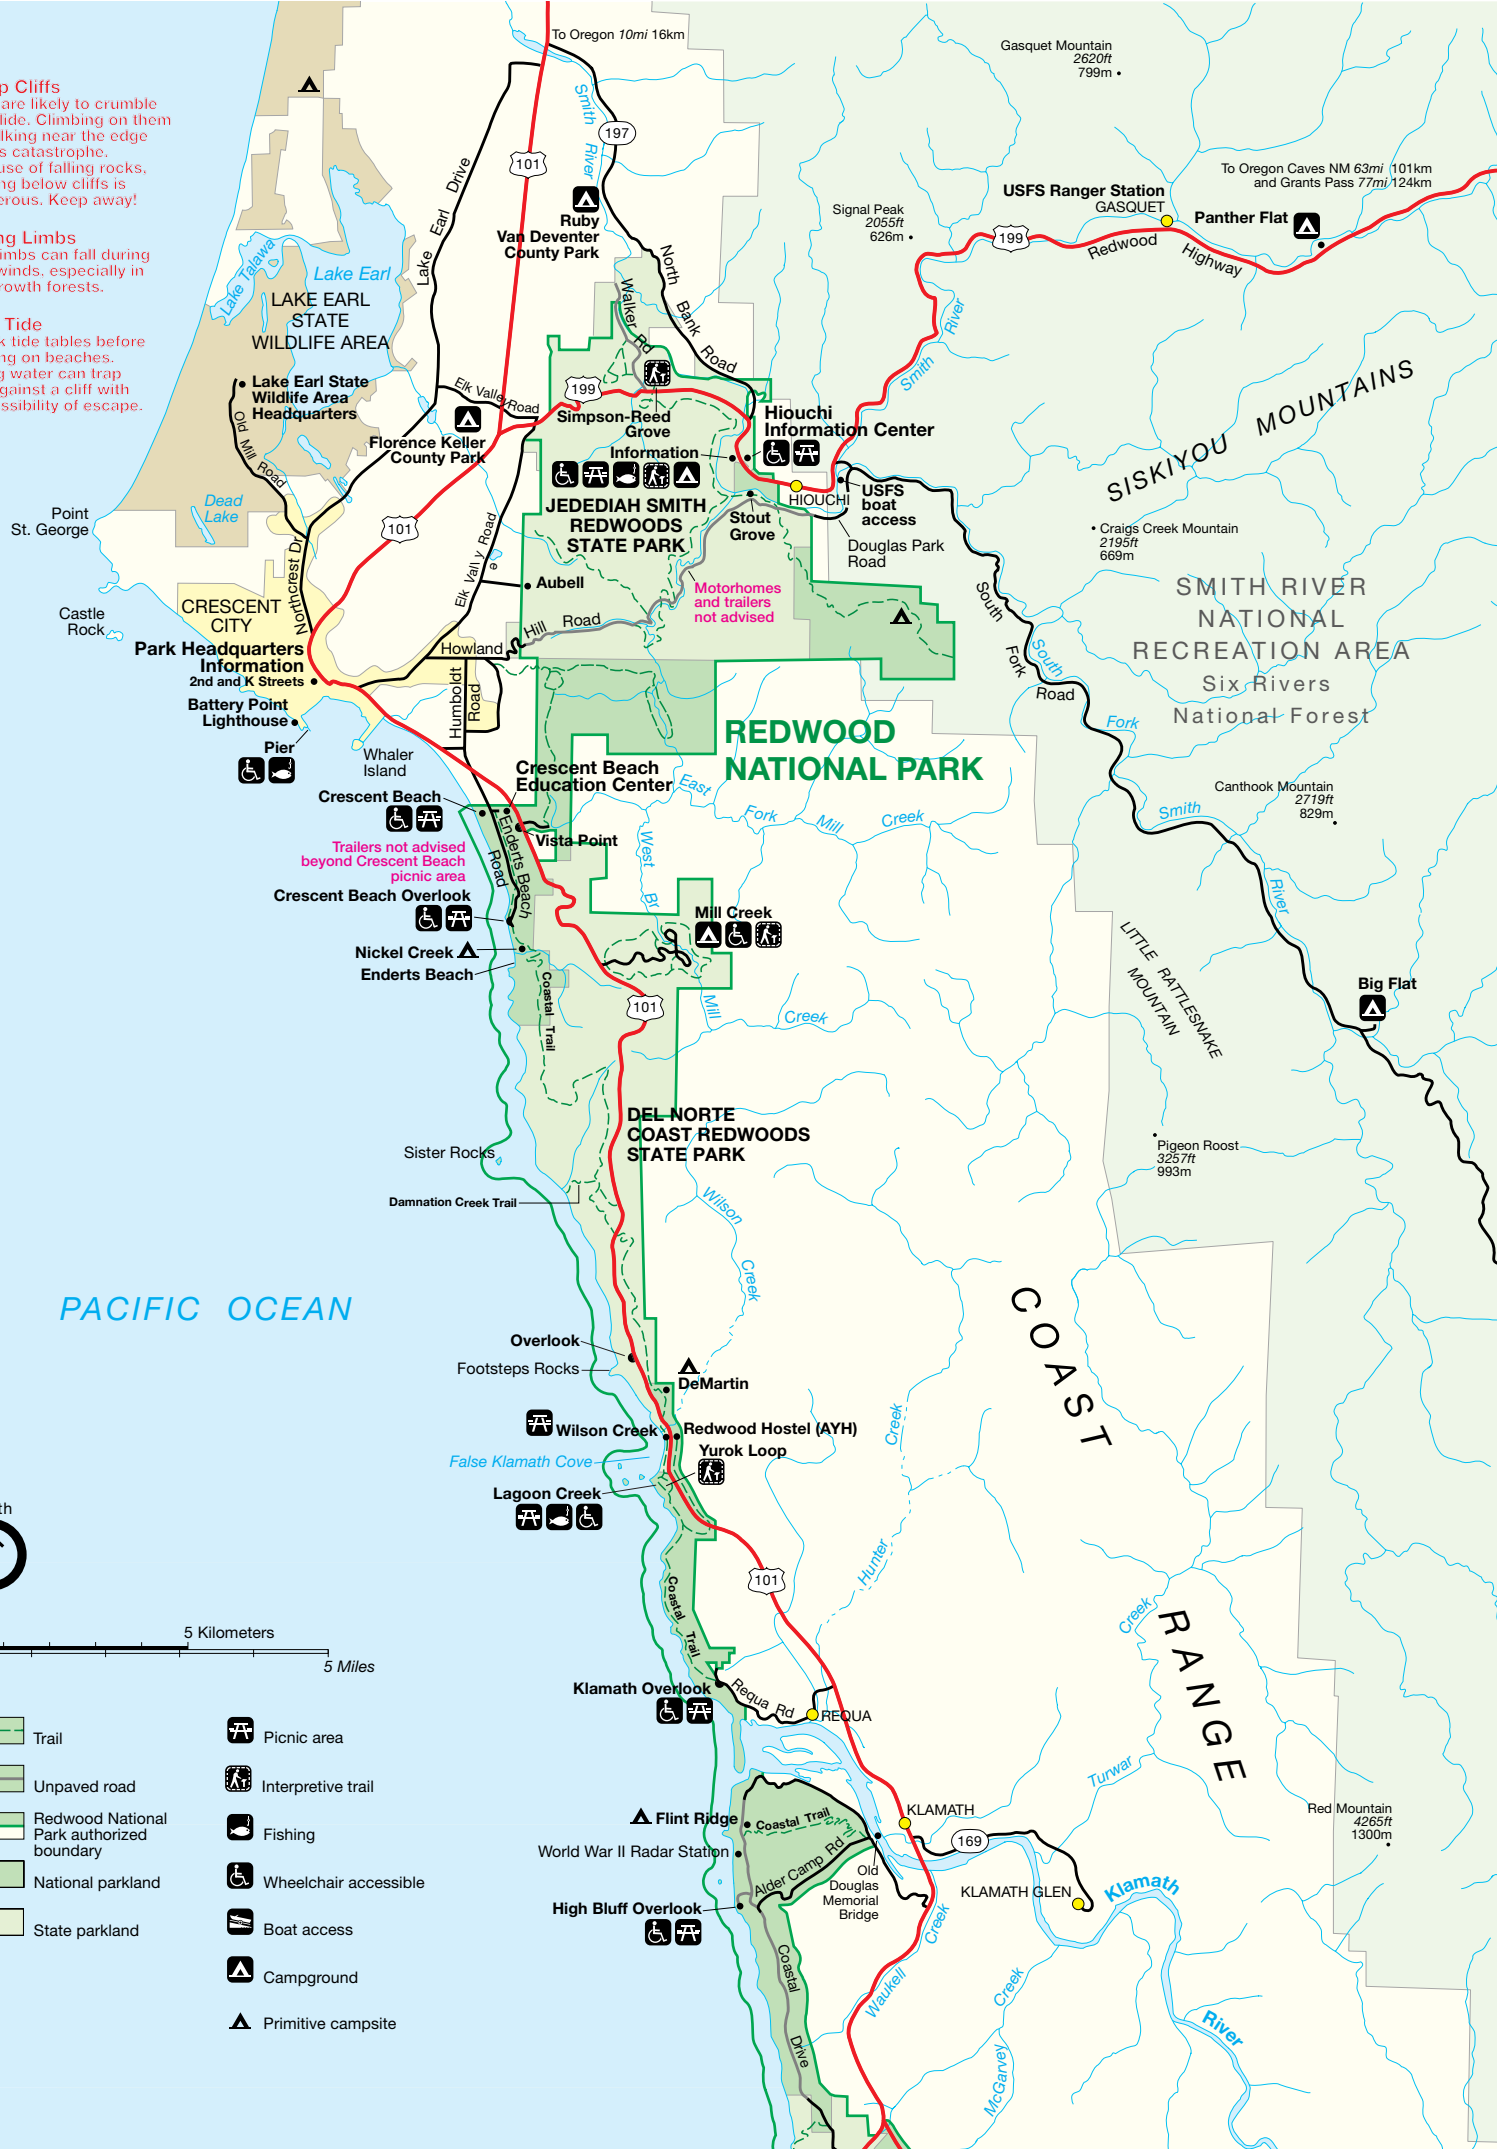 To Oregon 10mi 16km
Gasquet Mountain
2620ft
799m
p Cliffs
are likely to crumble
lide. Climbing on them
lking near the edge
s catastrophe.
use of falling rocks,
ng below cliffs is
erous. Keep away!
ng Limbs
imbs can fall during
winds, especially in
rowth forests.
Tide
k tide tables before
ng on beaches.
g water can trap
gainst a cliff with
ssibility of escape.
Smith River
197
101
Lake Earl Drive
Ruby
Van Deventer
County Park
North Bank Road
Walker Rd
To Oregon Caves NM 63mi 101km
and Grants Pass 77mi 124km
USFS Ranger Station
GASQUET
Panther Flat
Signal Peak
2055ft
626m
199
Redwood Highway
Smith River
Lake Talawa
Lake Earl
LAKE EARL
STATE
WILDLIFE AREA
Lake Earl State
Wildlife Area
Headquarters
Old Mill Road
Elk Valley Road
Florence Keller
County Park
199
Simpson-Reed
Grove
Hiouchi
Information Center
Information
HIOUCHI
USFS
boat
access
JEDEDIAH SMITH
REDWOODS
STATE PARK
Stout
Grove
Douglas Park
Road
SISKIYOU MOUNTAINS
Craigs Creek Mountain
2195ft
669m
SMITH RIVER
NATIONAL
RECREATION AREA
Six Rivers
National Forest
Dead
Lake
Point
St. George
101
Northcrest Dr
Elk Vally Road
e
Aubell
Motorhomes
and trailers
not advised
CRESCENT
CITY
Castle
Rock
Howland Hill Road
Park Headquarters
Information
2nd and K Streets
Battery Point
Lighthouse
Pier
Humboldt
Road
Whaler
Island
South Fork Road
South Fork Smith River
REDWOOD
NATIONAL PARK
Crescent Beach
Education Center
Crescent Beach
East Fork Mill Creek
Canthook Mountain
2719ft
829m
Vista Point
Enderts Beach
Road
Trailers not advised
beyond Crescent Beach
picnic area
West Br
Mill Creek
Crescent Beach Overlook
Mill Creek
Nickel Creek
Enderts Beach
Coastal Trail
101
LITTLE RATTLESNAKE
MOUNTAIN
Big Flat
DEL NORTE
COAST REDWOODS
STATE PARK
Sister Rocks
Pigeon Roost
3257ft
993m
Damnation Creek Trail
Wilson Creek
PACIFIC OCEAN
COAST RANGE
Overlook
Footsteps Rocks
DeMartin
Wilson Creek
Redwood Hostel (AYH)
Yurok Loop
False Klamath Cove
Lagoon Creek
Hunter Creek
101
Coastal Trail
th
5 Kilometers
5 Miles
Klamath Overlook
Requa Rd
REQUA
Creek
Turwar
Trail
Unpaved road
Redwood National
Park authorized
boundary
National parkland
State parkland
Picnic area
Interpretive trail
Fishing
Wheelchair accessible
Boat access
Campground
Primitive campsite
Flint Ridge
Coastal Trail
KLAMATH
169
World War II Radar Station
Alder Camp Rd
Old
Douglas
Memorial
Bridge
KLAMATH GLEN
Klamath
River
Red Mountain
4265ft
1300m
High Bluff Overlook
Coastal Drive
Waukell Creek
McGarvey Creek